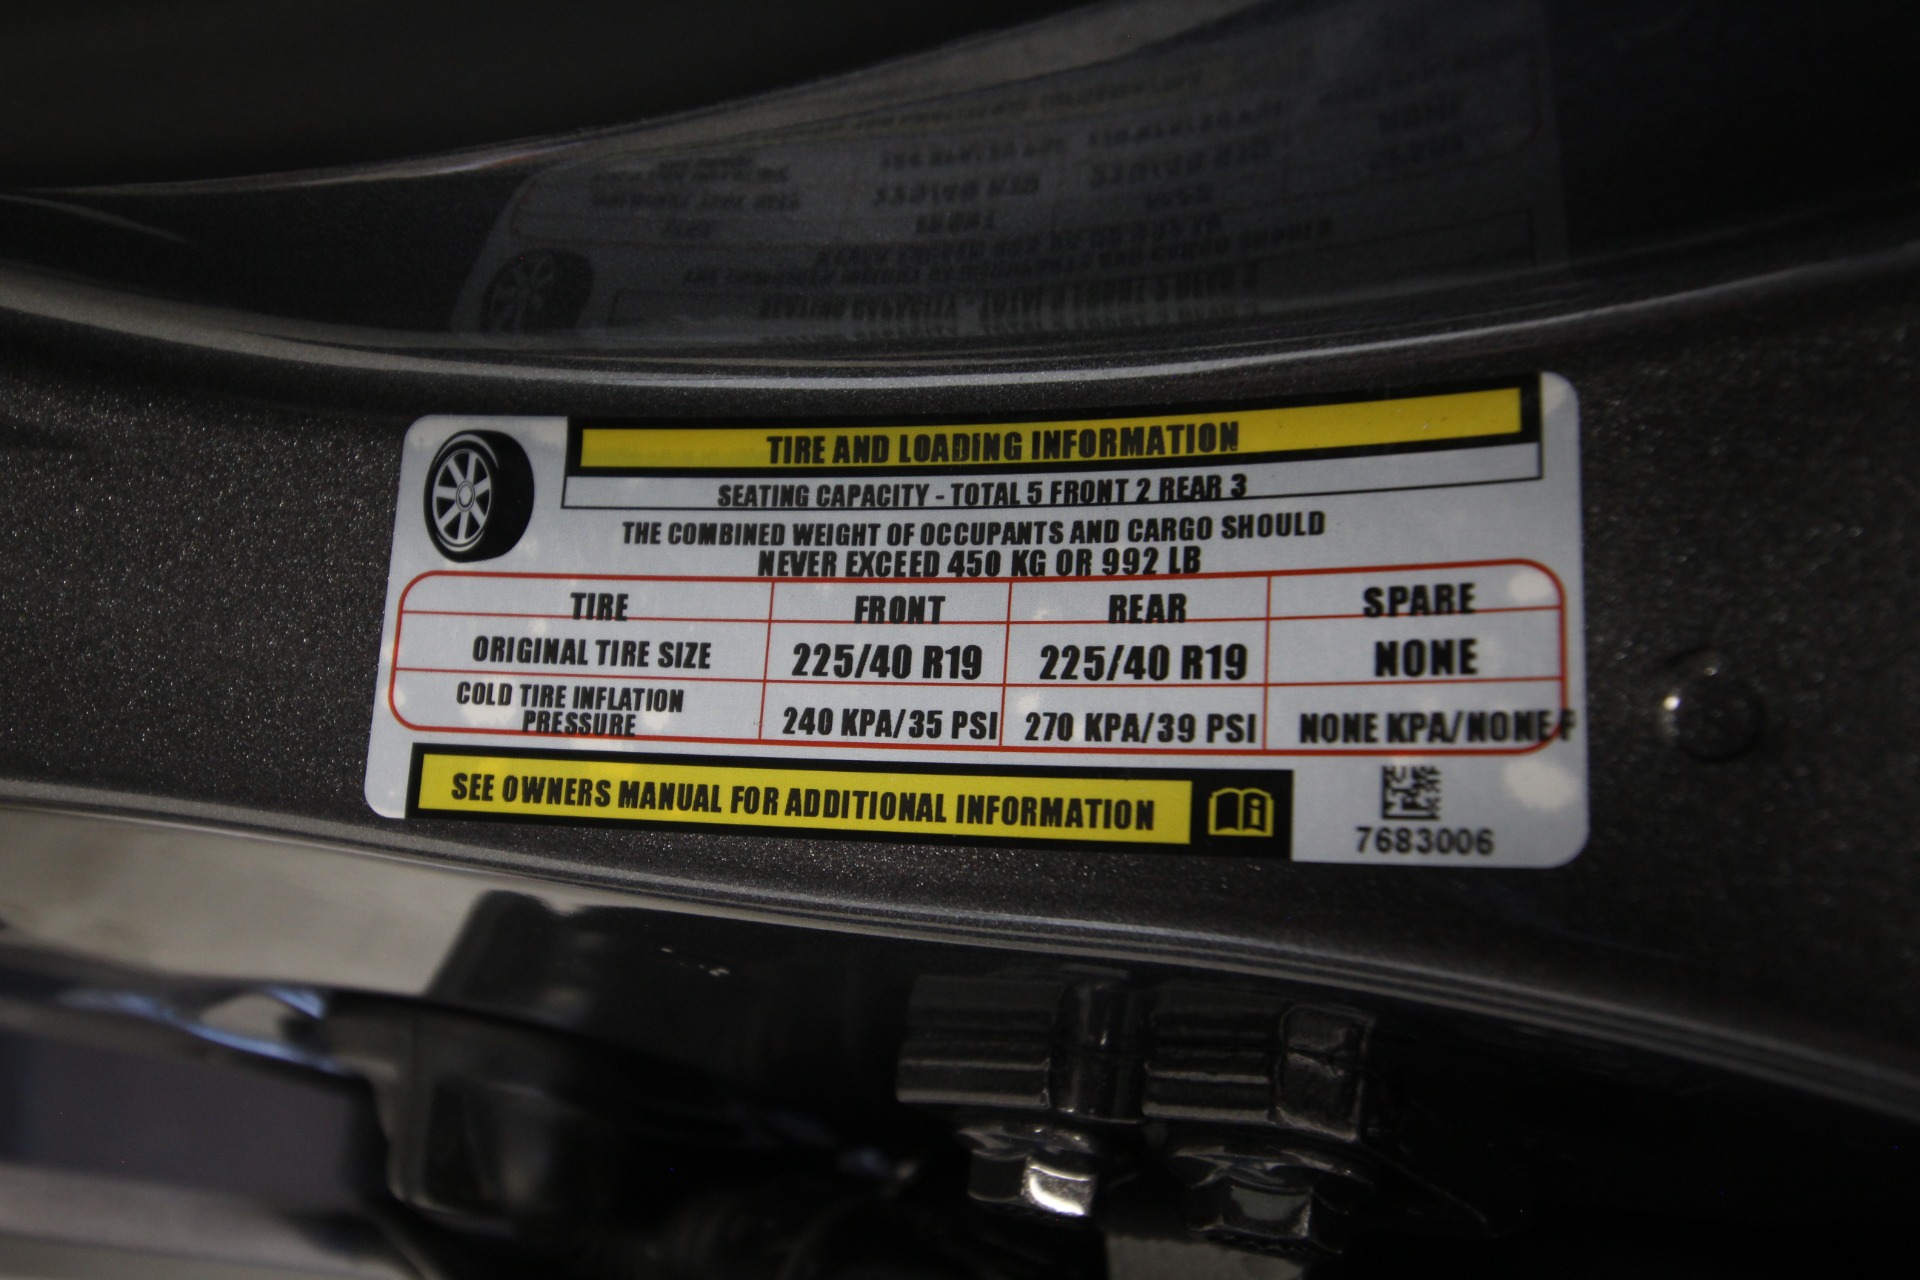 TIRE AND LOADING INFORMATION
SEATING CAPACITY - TOTAL 5 FRONT 2 REAR 3
THE COMBINED WEIGHT OF OCCUPANTS AND CARGO SHOULD
NEVER EXCEED 450 KG OR 992 LB
TIRE FRONT REAR SPARE
ORIGINAL TIRE SIZE 225/40 R19 225/40 R19 NONE
COLD TIRE INFLATION
PRESSURE 240 KPA/35 PSI 270 KPA/39 PSI NONE KPA/NONE
SEE OWNERS MANUAL FOR ADDITIONAL INFORMATION
7683006